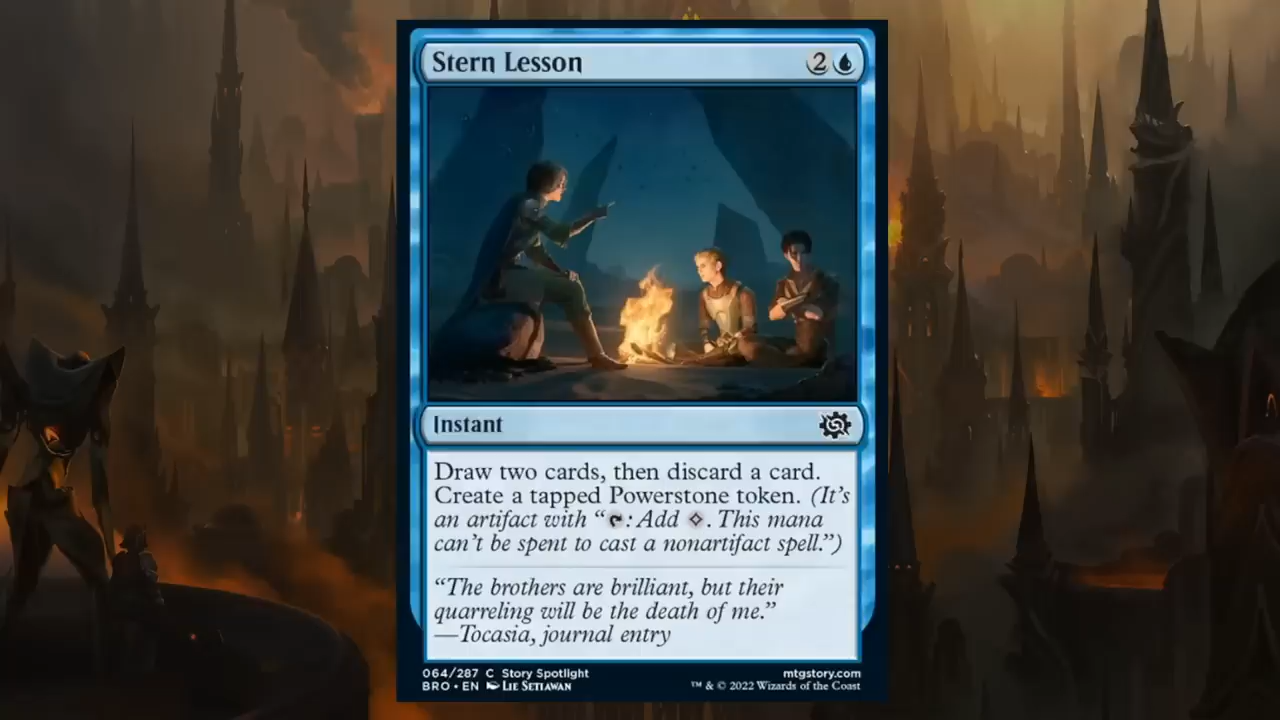 Stern Lesson 2
Instant
Draw two cards, then discard a card.
Create a tapped Powerstone token. (It's
an artifact with “: Add . This mana
can't be spent to cast a nonartifact spell.”)
“The brothers are brilliant, but their
quarreling will be the death of me.”
—Tocasia, journal entry
064/287 C Story Spotlight mtgstory.com
BRO • EN Lie Setiawan ™ & © 2022 Wizards of the Coast